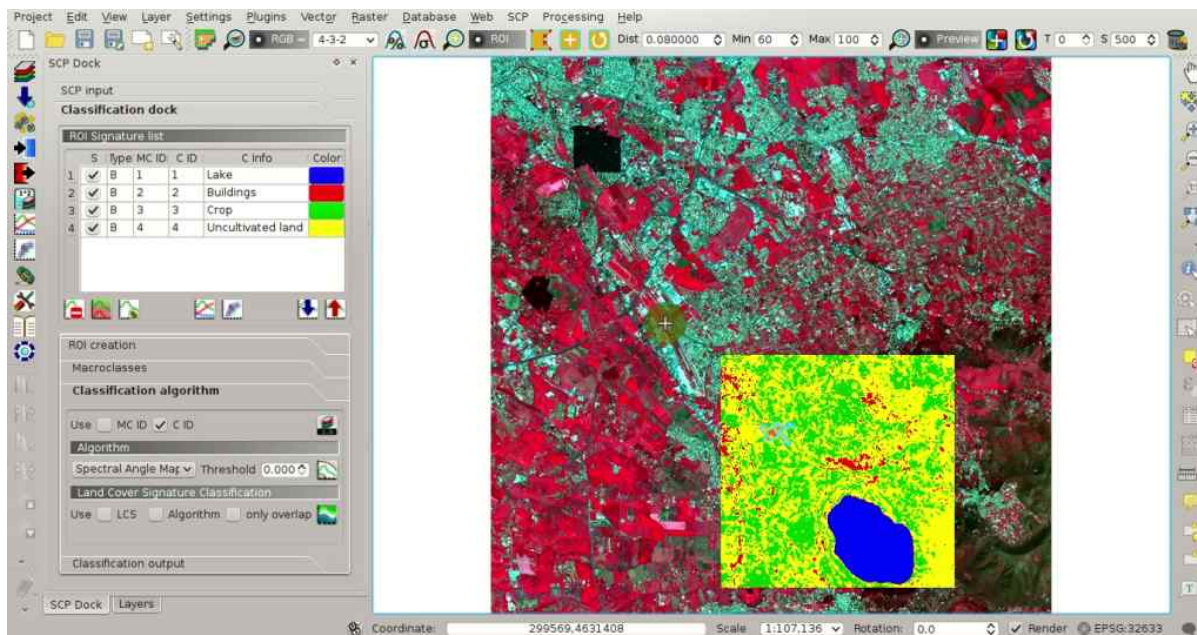 Project Edit View Layer Settings Plugins Vector Raster Database Web SCP Processing Help
RGB = 4-3-2 ROI Dist 0.080000 Min 60 Max 100 Preview T 0 S 500
SCP Dock
SCP input
Classification dock
ROI Signature list
S Type MC ID C ID C Info Color
1 B 1 1 Lake
2 B 2 2 Buildings
3 B 3 3 Crop
4 B 4 4 Uncultivated land
ROI creation
Macroclasses
Classification algorithm
Use MC ID C ID
Algorithm
Spectral Angle Map Threshold 0.000
Land Cover Signature Classification
Use LCS Algorithm only overlap
Classification output
SCP Dock Layers
Coordinate: 299569,4631408 Scale 1:107,136 Rotation: 0.0 Render EPSG:32633